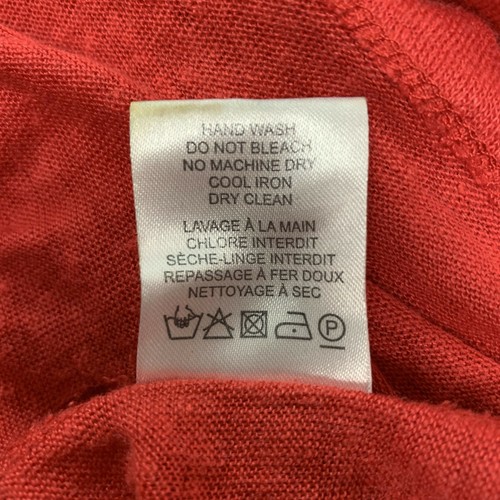 HAND WASH
DO NOT BLEACH
NO MACHINE DRY
COOL IRON
DRY CLEAN
LAVAGE À LA MAIN
CHLORE INTERDIT
SÈCHE-LINGE INTERDIT
REPASSAGE À FER DOUX
NETTOYAGE À SEC
P